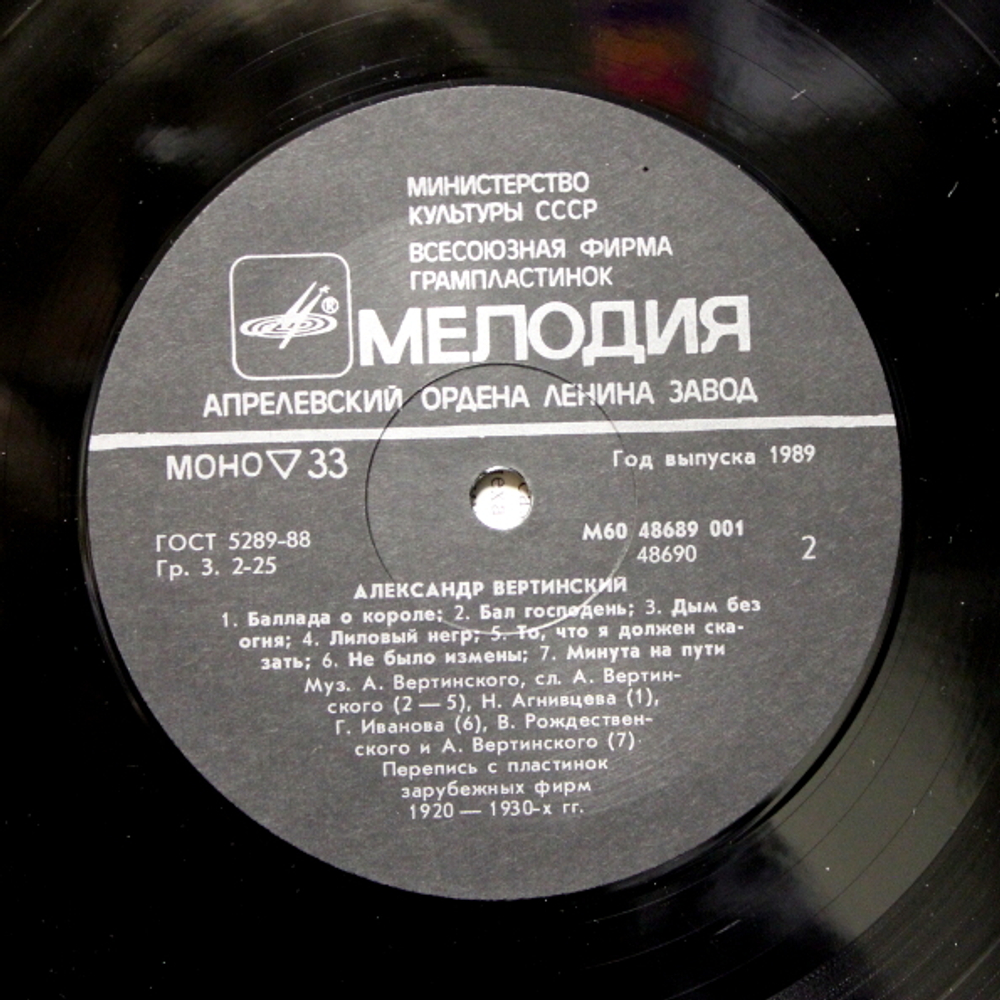 МИНИСТЕРСТВО
КУЛЬТУРЫ СССР
ВСЕСОЮЗНАЯ ФИРМА
ГРАМПЛАСТИНОК
®
МЕЛОДИЯ
АПРЕЛЕВСКИЙ ОРДЕНА ЛЕНИНА ЗАВОД
МОНО ▽ 33
Год выпуска 1989
ГОСТ 5289-88
Гр. 3. 2-25
М60 48689 001
48690
2
АЛЕКСАНДР ВЕРТИНСКИЙ
1. Баллада о короле; 2. Бал господень; 3. Дым без
огня; 4. Лиловый негр; 5. То, что я должен ска-
зать; 6. Не было измены; 7. Минута на пути
Муз. А. Вертинского, сл. А. Вертин-
ского (2 — 5), Н. Агнивцева (1),
Г. Иванова (6), В. Рождествен-
ского и А. Вертинского (7)
Перепись с пластинок
зарубежных фирм
1920 — 1930-х гг.